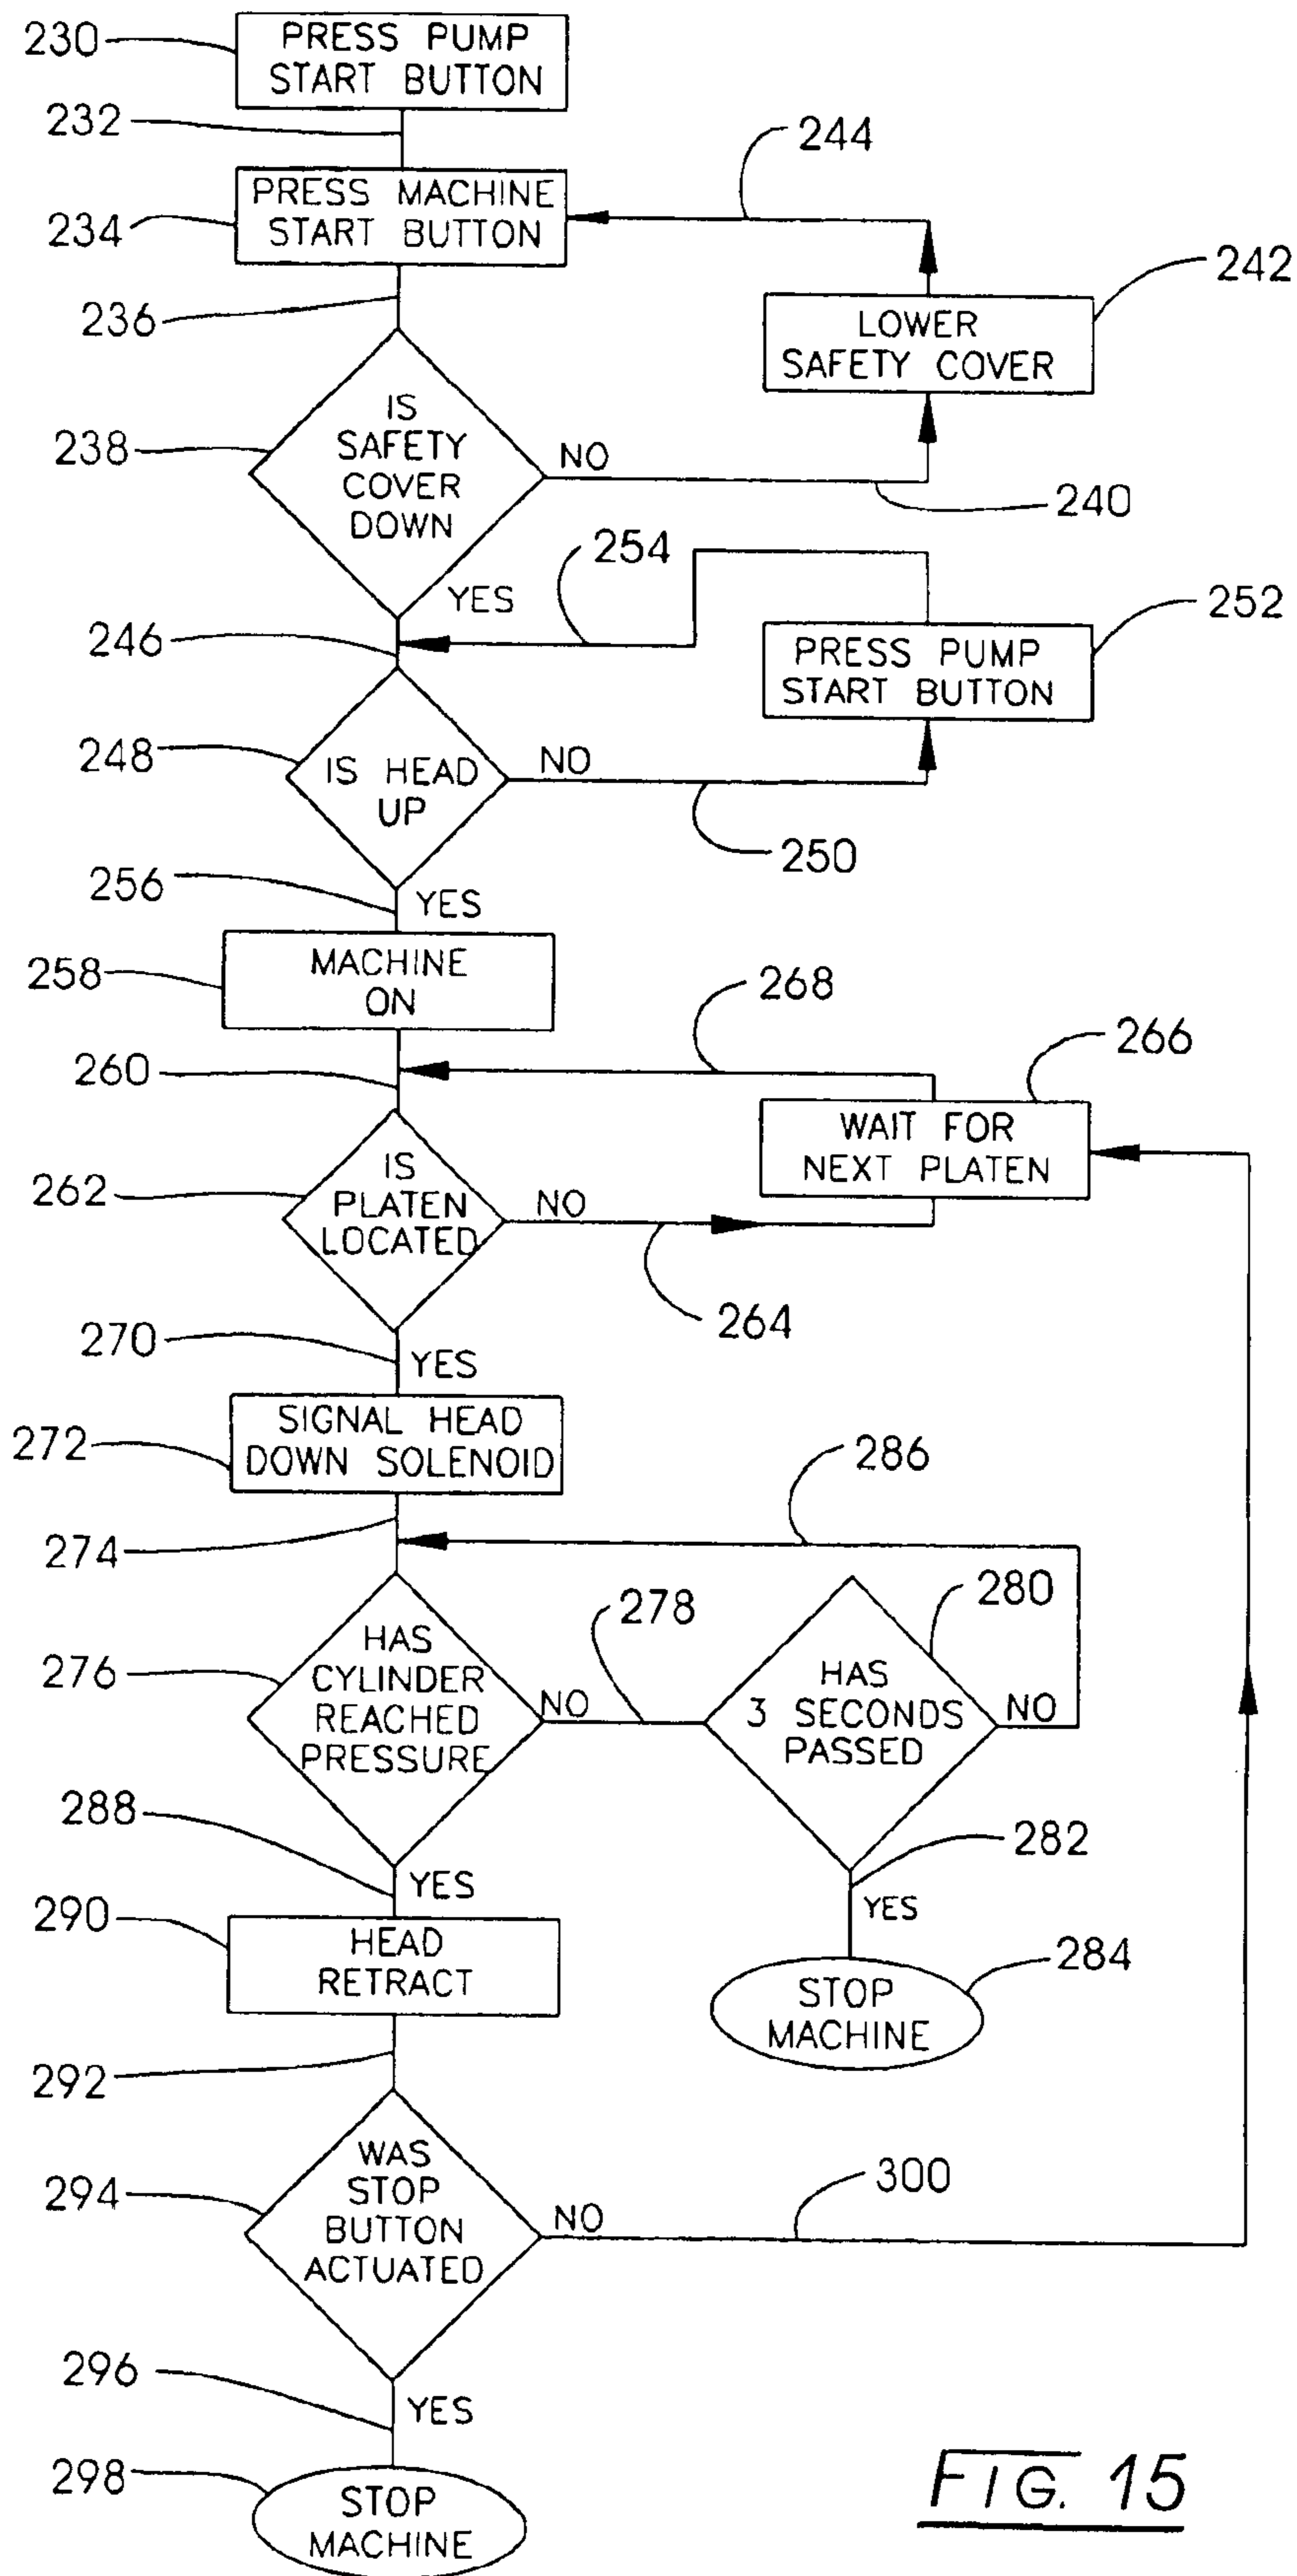 230
PRESS PUMP
START BUTTON
232
244
234
PRESS MACHINE
START BUTTON
242
236
LOWER
SAFETY COVER
238
IS
SAFETY
COVER
DOWN
NO
240
YES
254
252
246
PRESS PUMP
START BUTTON
248
IS HEAD
UP
NO
250
256
YES
258
MACHINE
ON
268
266
260
WAIT FOR
NEXT PLATEN
262
IS
PLATEN
LOCATED
NO
264
270
YES
272
SIGNAL HEAD
DOWN SOLENOID
286
274
276
HAS
CYLINDER
REACHED
PRESSURE
NO
278
280
HAS
3 SECONDS
PASSED
NO
288
YES
282
YES
290
HEAD
RETRACT
284
STOP
MACHINE
292
294
WAS
STOP
BUTTON
ACTUATED
NO
300
296
YES
298
STOP
MACHINE
FIG. 15